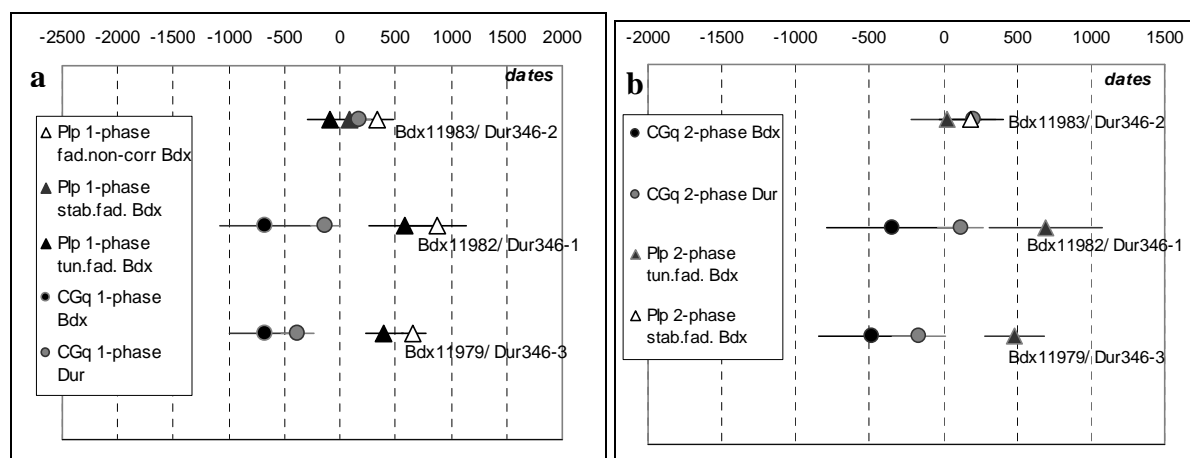 -2500 -2000 -1500 -1000 -500 0 500 1000 1500 2000
a
dates
Plp 1-phase
fad.non-corr Bdx
Plp 1-phase
stab.fad. Bdx
Plp 1-phase
tun.fad. Bdx
CGq 1-phase
Bdx
CGq 1-phase
Dur
Bdx11983/ Dur346-2
Bdx11982/ Dur346-1
Bdx11979/ Dur346-3
-2000 -1500 -1000 -500 0 500 1000 1500
b
dates
CGq 2-phase Bdx
CGq 2-phase Dur
Plp 2-phase
tun.fad. Bdx
Plp 2-phase
stab.fad. Bdx
Bdx11983/ Dur346-2
Bdx11982/ Dur346-1
Bdx11979/ Dur346-3